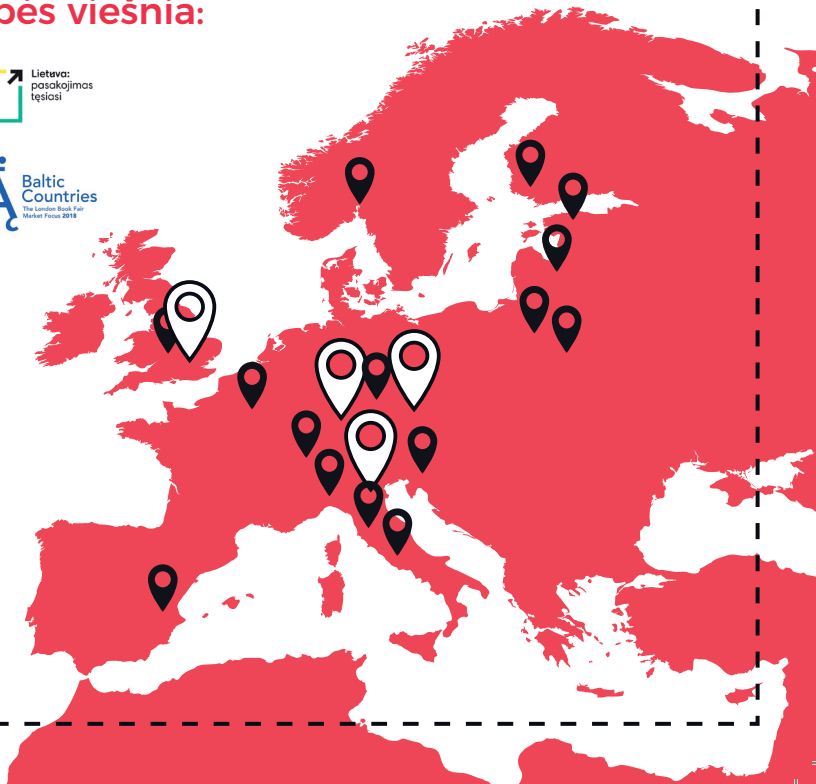 bės viešnia:
Lietuva:
pasakojimas
tęsiasi
Baltic
Countries
The London Book Fair
Market Focus 2018